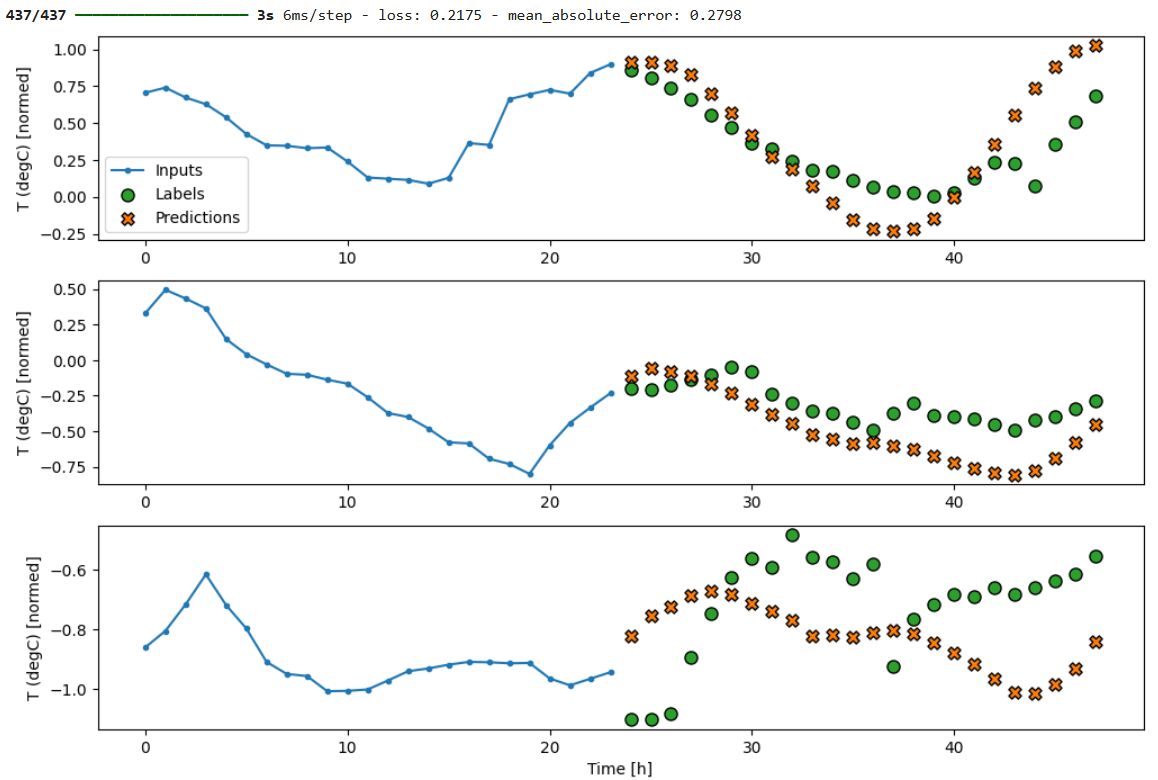 437/437 ━━━━━━━━━━━━━━━━━━━━ 3s 6ms/step - loss: 0.2175 - mean_absolute_error: 0.2798
T (degC) [normed]
1.00
0.75
0.50
0.25
0.00
−0.25
Inputs
Labels
Predictions
0 10 20 30 40
T (degC) [normed]
0.50
0.25
0.00
−0.25
−0.50
−0.75
0 10 20 30 40
T (degC) [normed]
−0.6
−0.8
−1.0
0 10 20 30 40
Time [h]